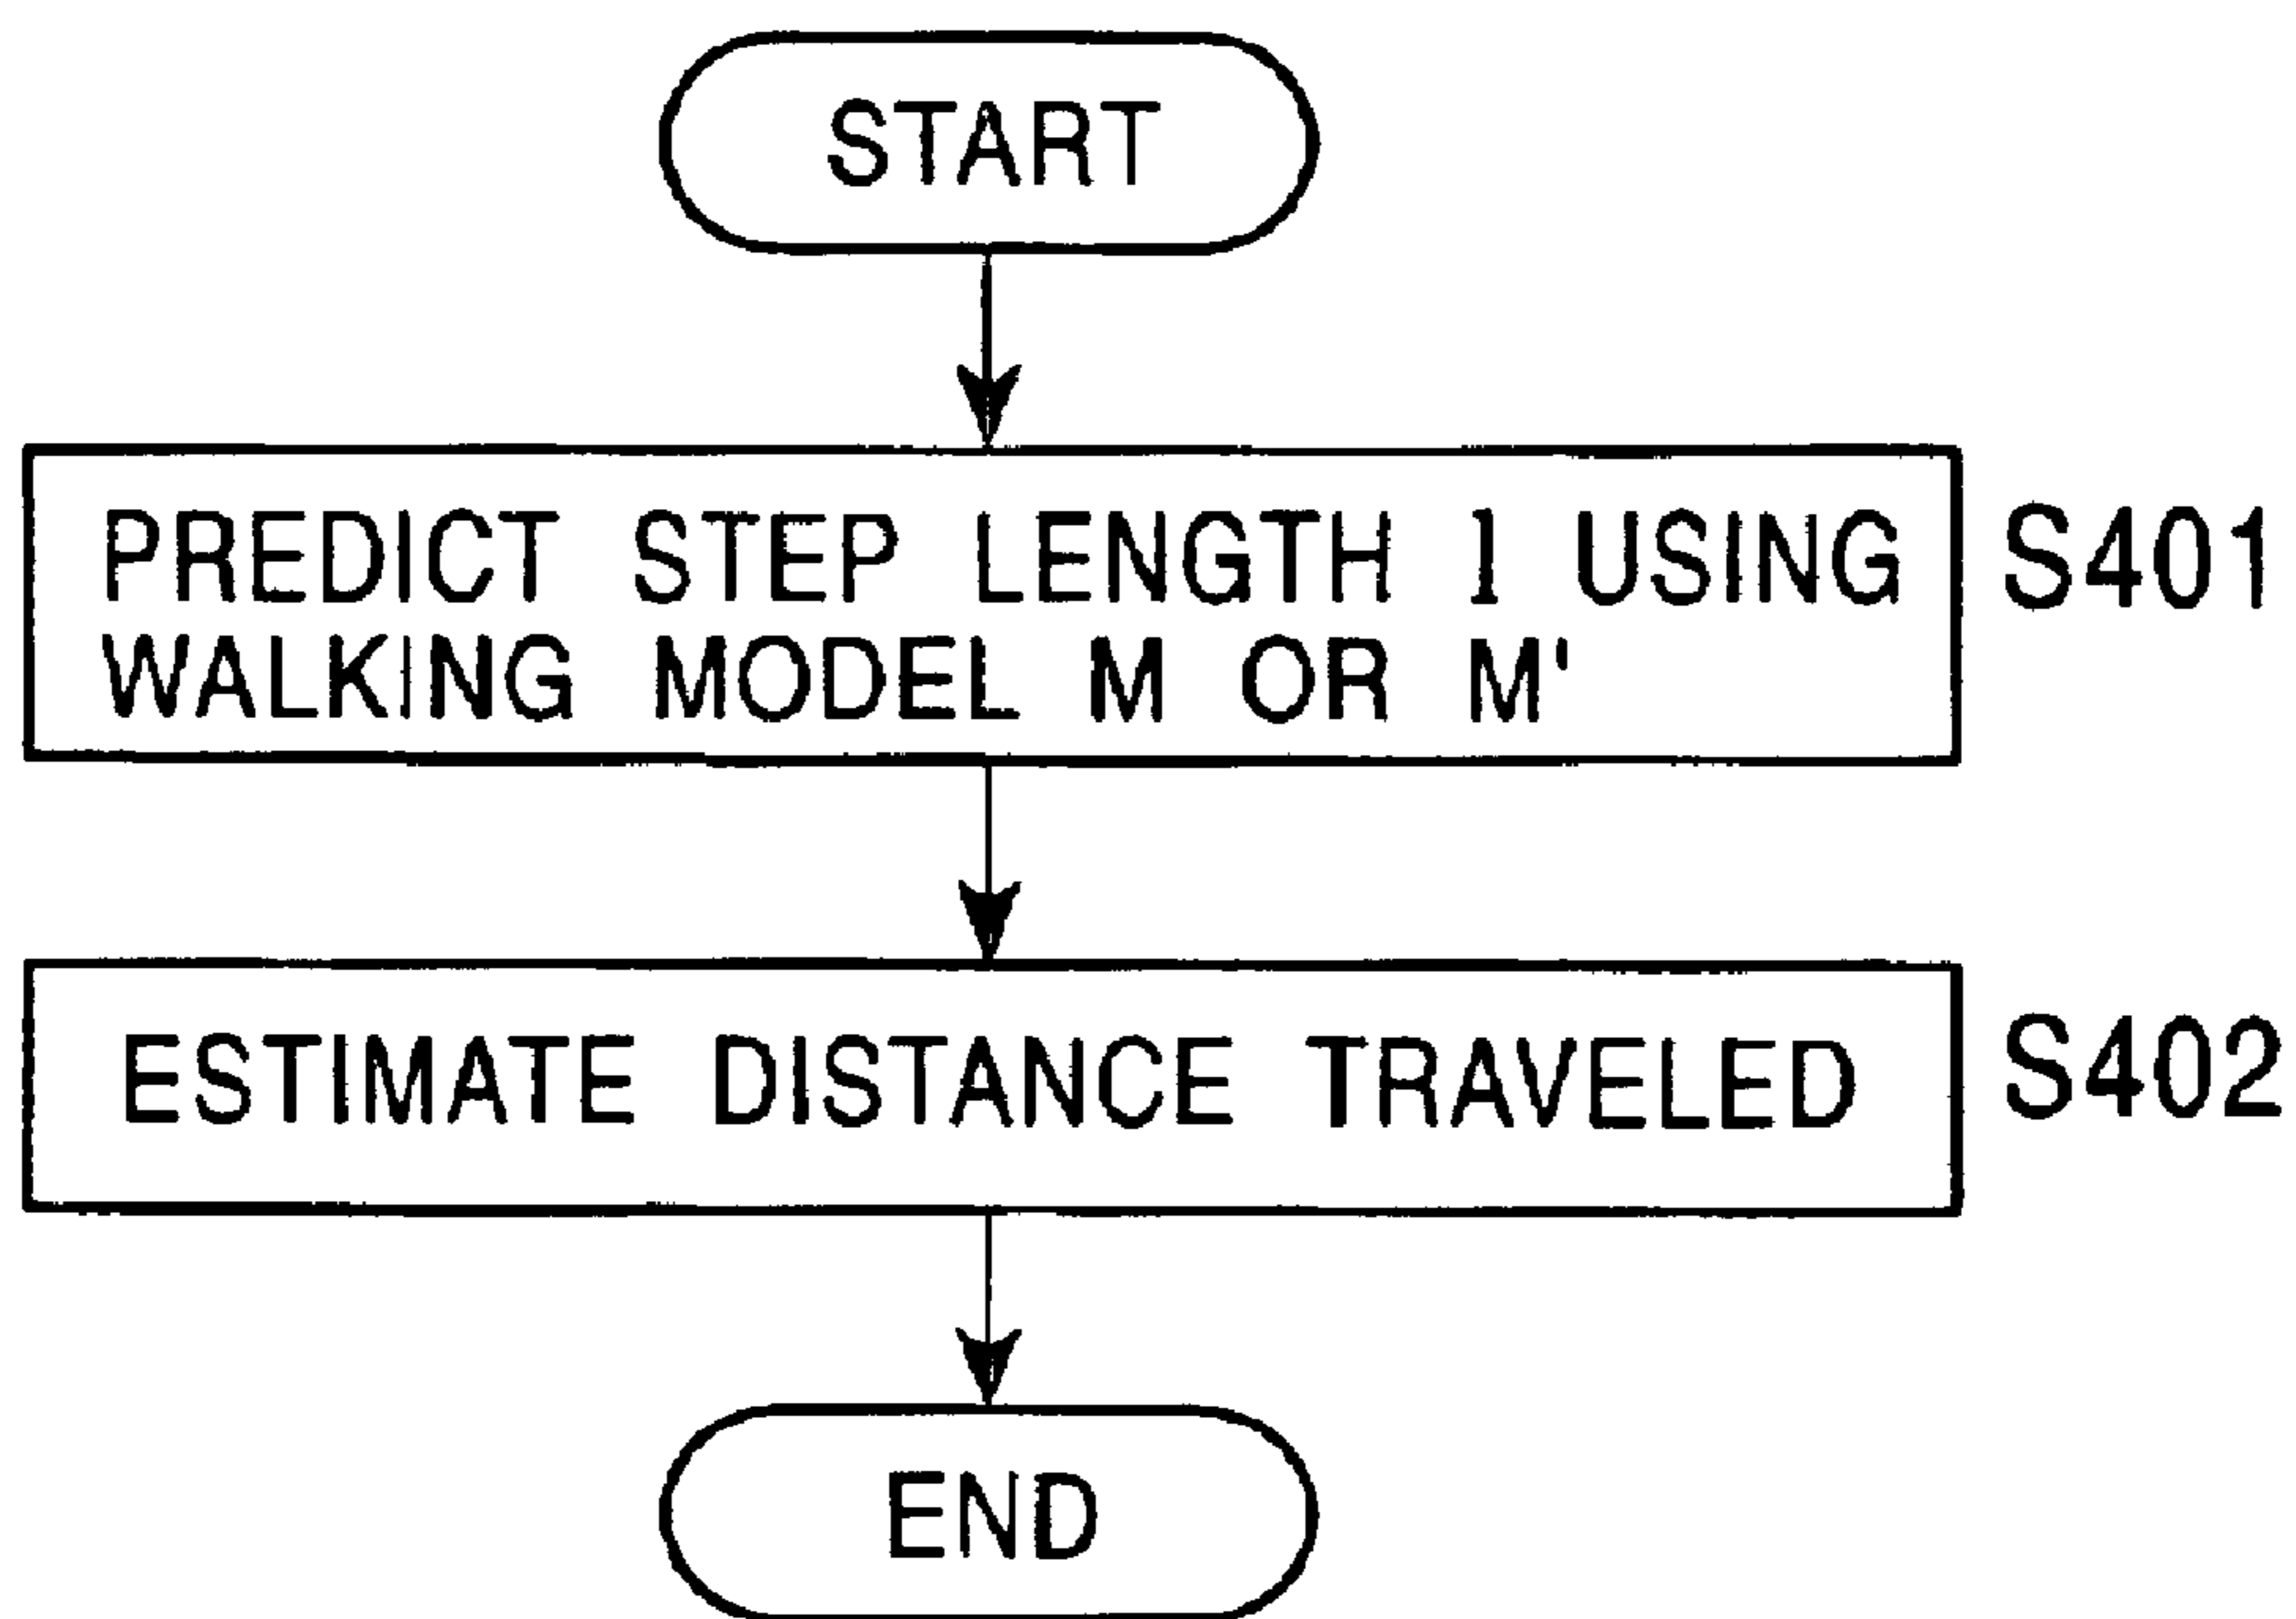 START
PREDICT STEP LENGTH l USING
WALKING MODEL M OR M'
S401
ESTIMATE DISTANCE TRAVELED
S402
END